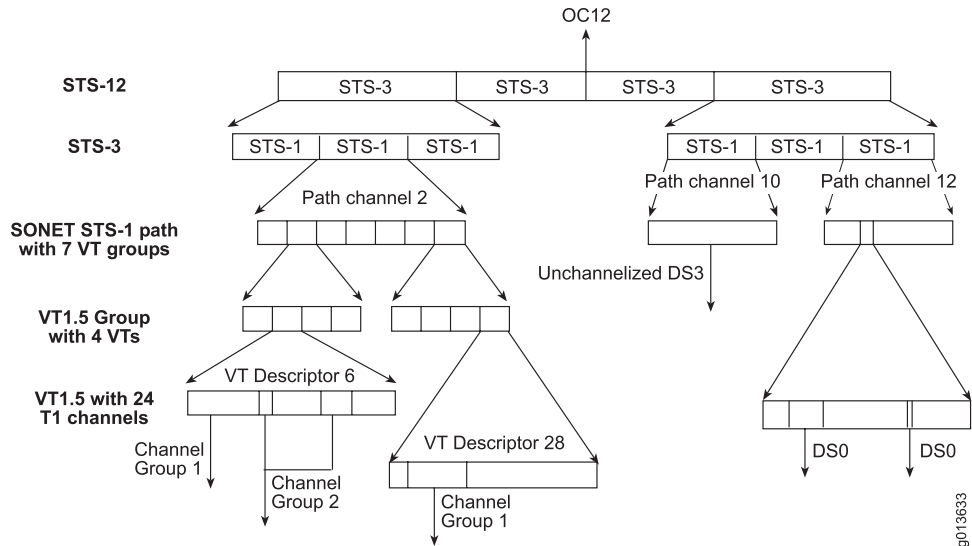 OC12
STS-12
STS-3 STS-3 STS-3 STS-3
STS-3
STS-1 STS-1 STS-1
STS-1 STS-1 STS-1
Path channel 2
Path channel 10
Path channel 12
SONET STS-1 path
with 7 VT groups
Unchannelized DS3
VT1.5 Group
with 4 VTs
VT Descriptor 6
VT1.5 with 24
T1 channels
Channel
Group 1
Channel
Group 2
VT Descriptor 28
Channel
Group 1
DS0
DS0
g013633